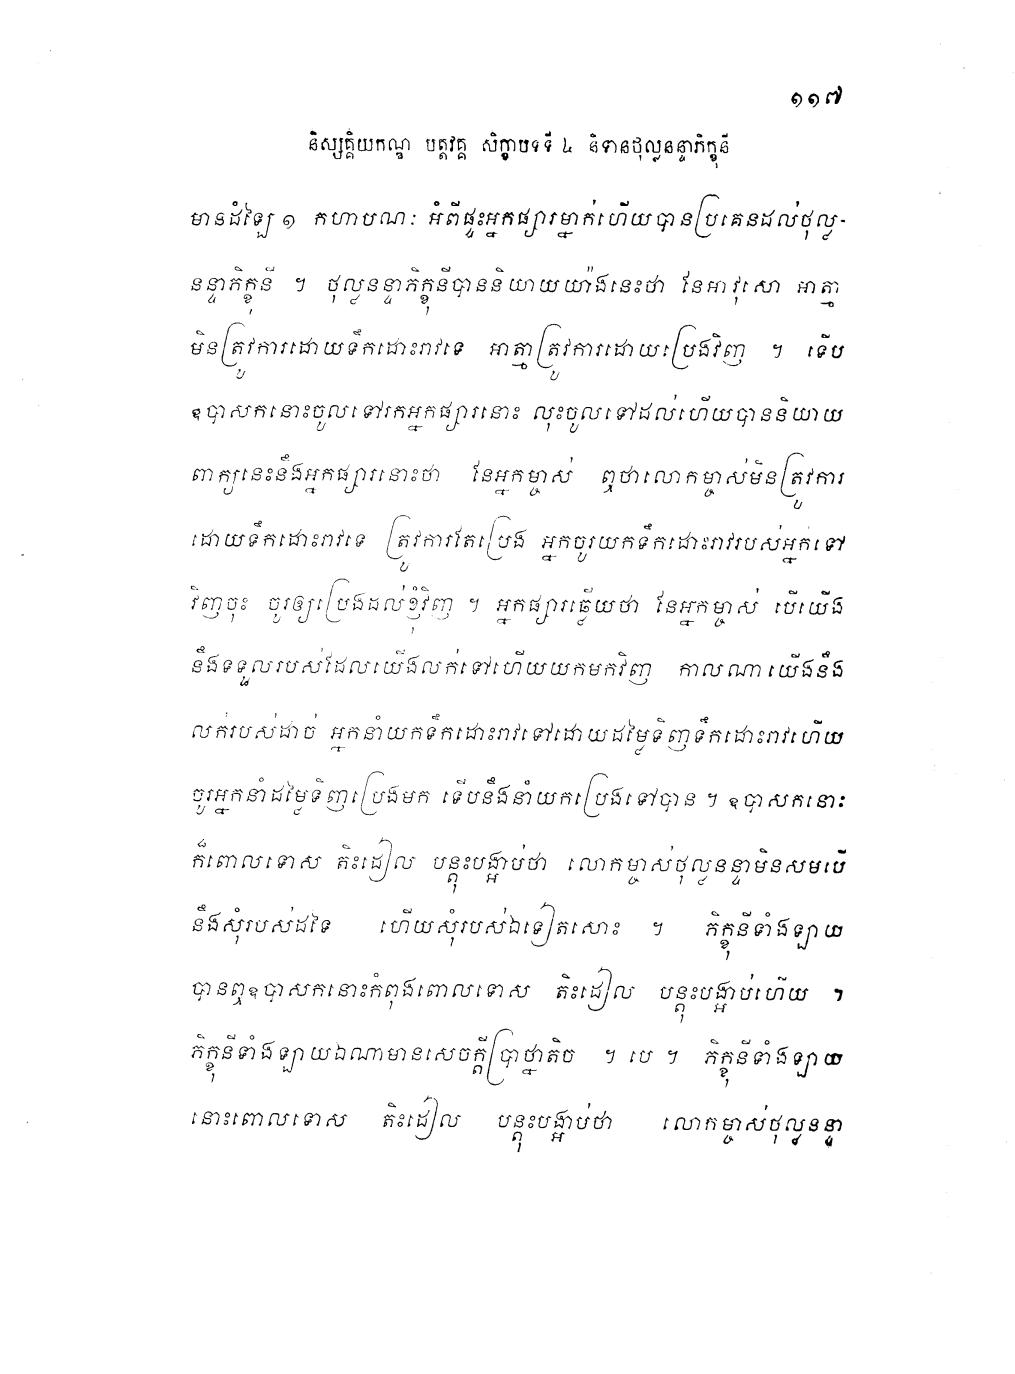 ១១៧
និស្សគ្គិយកណ្ឌ បត្តវគ្គ សិក្ខាបទទី ៤ និទានថុល្លនន្ទាភិក្ខុនី
មានដំឡៃ ១ កហាបណៈ អំពីផ្ទះអ្នកផ្សារម្នាក់ហើយបានប្រគេនដល់ថុល្ល-
នន្ទាភិក្ខុនី ។ ថុល្លនន្ទាភិក្ខុនីបាននិយាយយ៉ាងនេះថា នែអាវុសោ អាត្មា
មិនត្រូវការដោយទឹកដោះរាវទេ អាត្មាត្រូវការដោយប្រេងវិញ ។ ទើប
ឧបាសកនោះចូលទៅរកអ្នកផ្សារនោះ លុះចូលទៅដល់ហើយបាននិយាយ
ពាក្យនេះនឹងអ្នកផ្សារនោះថា នែអ្នកម្ចាស់ ឮថាលោកម្ចាស់មិនត្រូវការ
ដោយទឹកដោះរាវទេ ត្រូវការតែប្រេង អ្នកចូរយកទឹកដោះរាវរបស់អ្នកទៅ
វិញចុះ ចូរឲ្យប្រេងដល់ខ្ញុំវិញ ។ អ្នកផ្សារឆ្លើយថា នែអ្នកម្ចាស់ បើយើង
នឹងទទួលរបស់ដែលយើងលក់ទៅហើយយកមកវិញ កាលណាយើងនឹង
លក់របស់ដាច់ អ្នកនាំយកទឹកដោះរាវទៅដោយដម្លៃទិញទឹកដោះរាវហើយ
ចូរអ្នកនាំដម្លៃទិញប្រេងមក ទើបនឹងនាំយកប្រេងទៅបាន ។ ឧបាសកនោះ
ក៏ពោលទោស តិះដៀល បន្តុះបង្អាប់ថា លោកម្ចាស់ថុល្លនន្ទាមិនសមបើ
នឹងសុំរបស់ដទៃ ហើយសុំរបស់ឯទៀតសោះ ។ ភិក្ខុនីទាំងឡាយ
បានឮឧបាសកនោះកំពុងពោលទោស តិះដៀល បន្តុះបង្អាប់ហើយ ។
ភិក្ខុនីទាំងឡាយឯណាមានសេចក្តីប្រាថ្នាតិច ។ បេ ។ ភិក្ខុនីទាំងឡាយ
នោះពោលទោស តិះដៀល បន្តុះបង្អាប់ថា លោកម្ចាស់ថុល្លនន្ទា